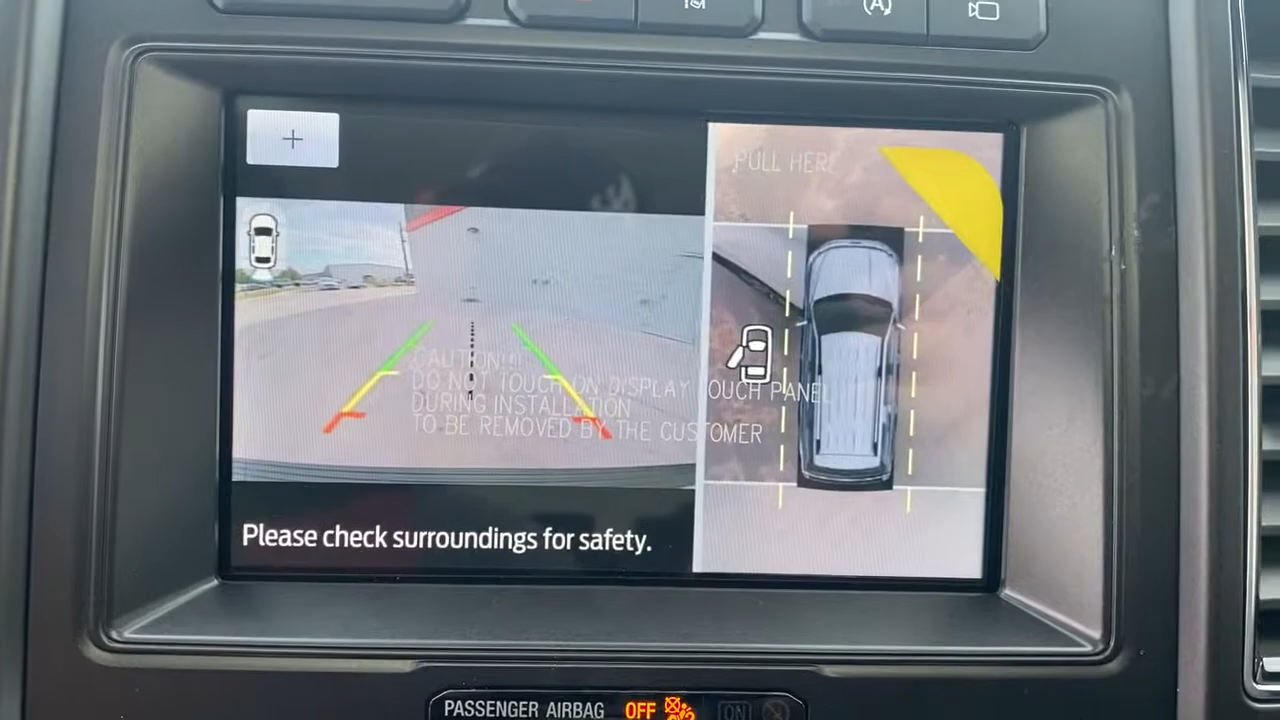 A
+
PULL HERE
CAUTION!!!
DO NOT TOUCH ON DISPLAY TOUCH PANEL
DURING INSTALLATION
TO BE REMOVED BY THE CUSTOMER
Please check surroundings for safety.
PASSENGER AIRBAG OFF ON